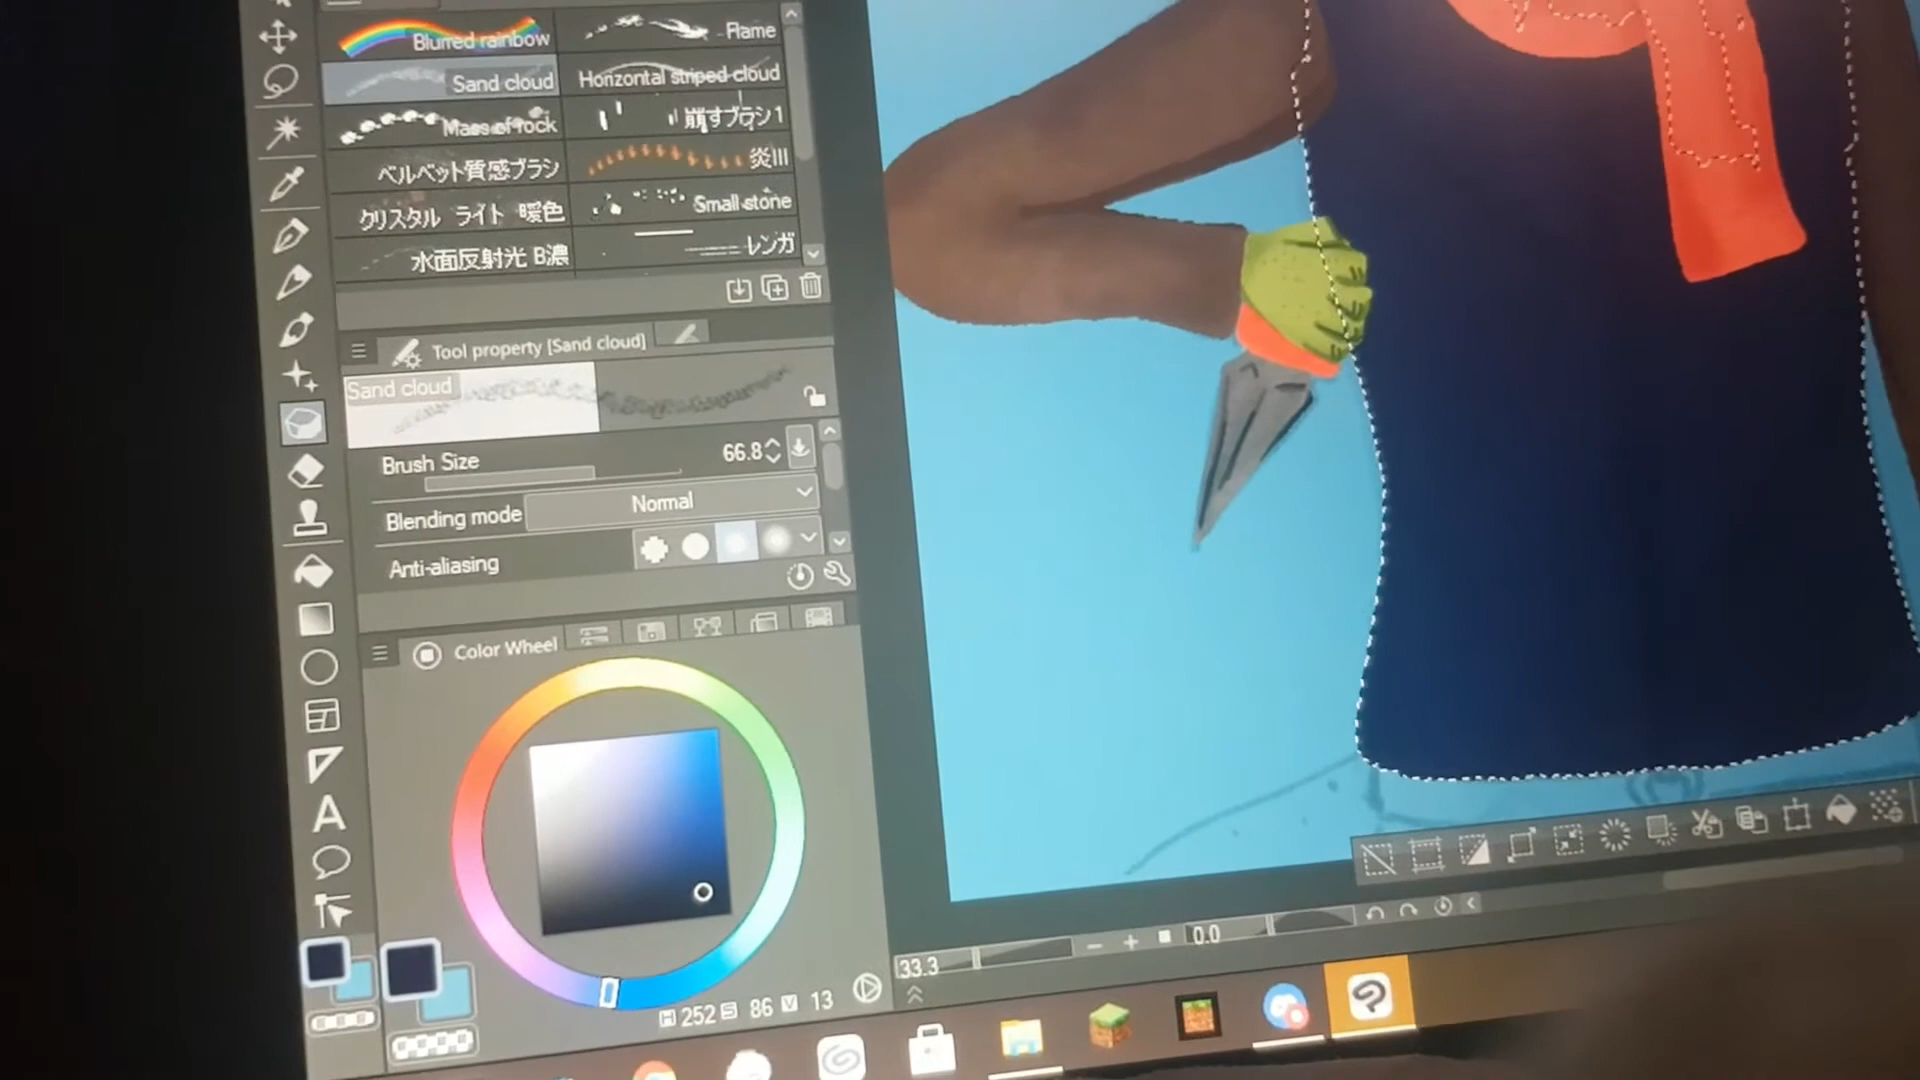 Blurred rainbow
Flame
Sand cloud
Horizontal striped cloud
Mass of rock
崩すブラシ1
ベルベット質感ブラシ
炎III
クリスタル ライト 暖色
Small stone
水面反射光 B濃
レンガ
Tool property [Sand cloud]
Sand cloud
Brush Size
66.8
Blending mode
Normal
Anti-aliasing
Color Wheel
H 252 S 86 V 13
A
33.3
0.0